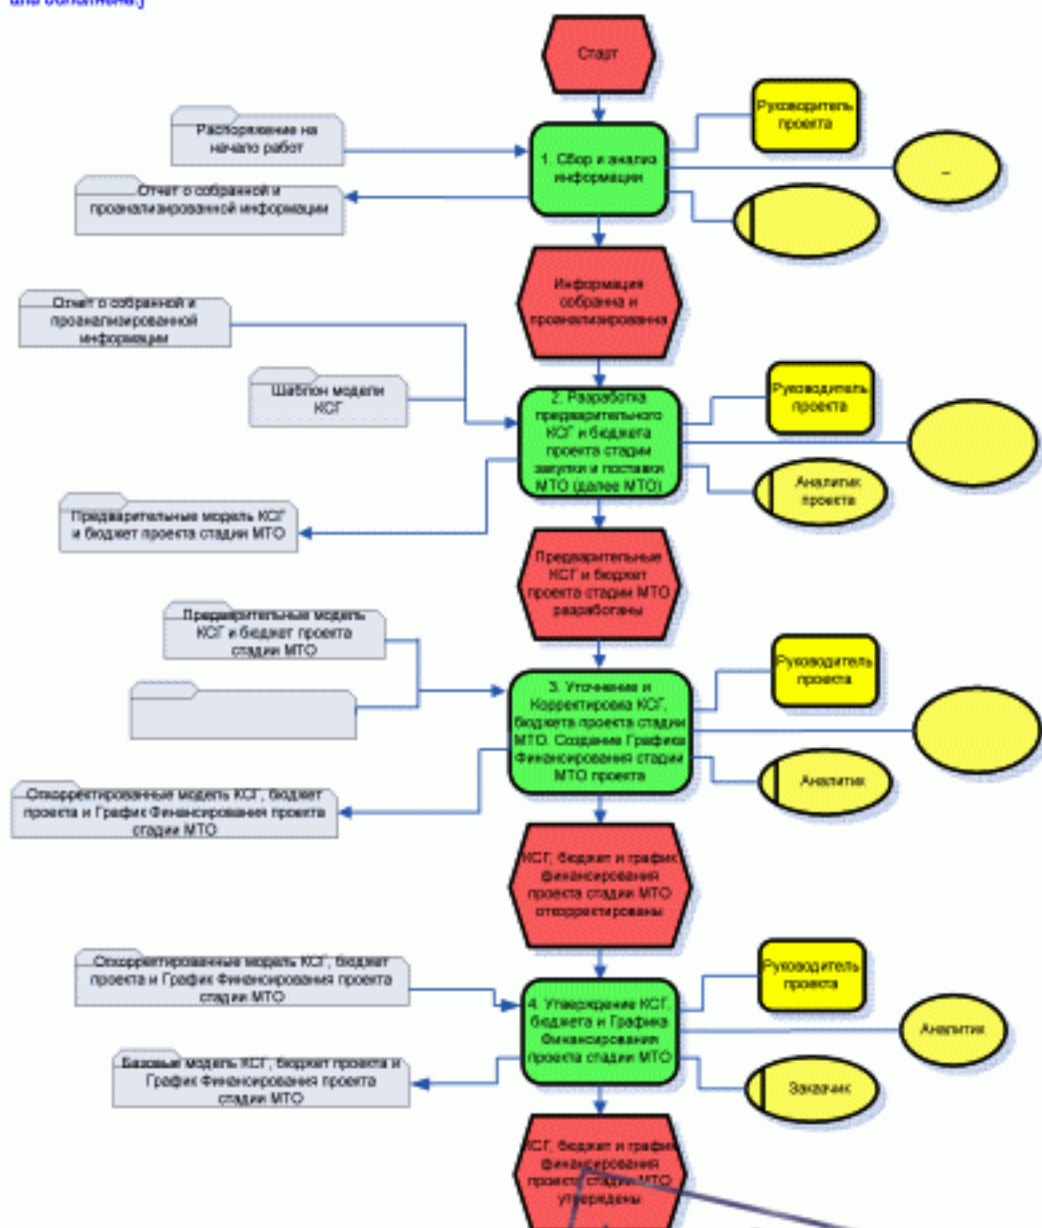 Старт
Руководитель
проекта
Распоряжение на
начало работ
1. Сбор и анализ
информации
–
Отчет о собранной и
проанализированной информации
Информация
собранна и
проанализированна
Отчет о собранной и
проанализированной
информации
Шаблон модели
КСГ
2. Разработка
предварительного
КСГ и бюджета
проекта стадии
закупки и поставки
МТО (далее МТО)
Руководитель
проекта
Аналитик
проекта
Предварительные модель КСГ
и бюджет проекта стадии МТО
Предварительные
КСГ и бюджет
проекта стадии МТО
разработаны
Предварительные модель
КСГ и бюджет проекта
стадии МТО
3. Уточнение и
Корректировка КСГ,
бюджета проекта стадии
МТО. Создание Графика
Финансирования стадии
МТО проекта
Руководитель
проекта
Аналитик
Откорректированные модель КСГ, бюджет
проекта и График Финансирования проекта
стадии МТО
КСГ, бюджет и график
финансирования
проекта стадии МТО
откорректированы
Откорректированные модель КСГ, бюджет
проекта и График Финансирования проекта
стадии МТО
4. Утверждение КСГ,
бюджета и Графика
Финансирования
проекта стадии МТО
Руководитель
проекта
Аналитик
Заказчик
Базовые модель КСГ, бюджет проекта и
График Финансирования проекта
стадии МТО
КСГ, бюджет и график
финансирования
проекта стадии МТО
утверждены